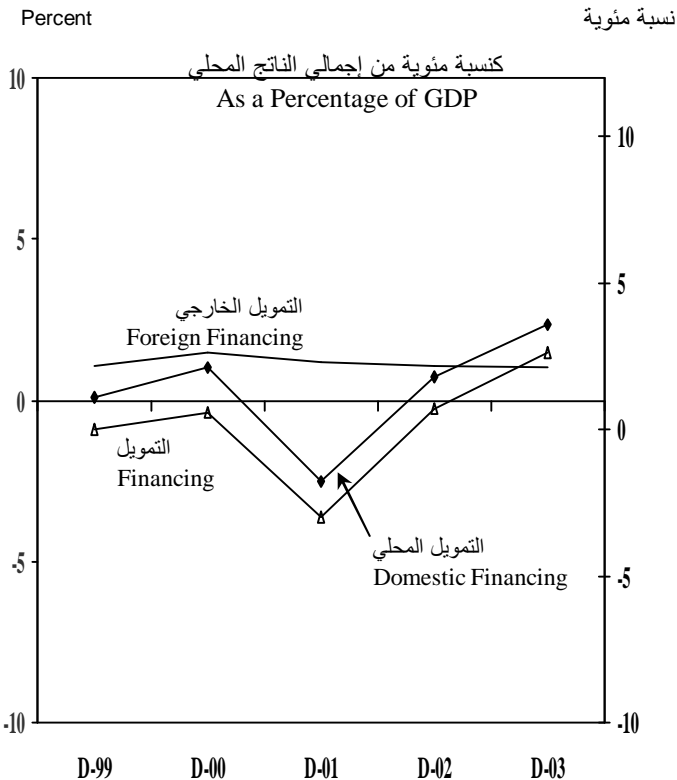 Percent
نسبة مئوية
كنسبة مئوية من إجمالي الناتج المحلي
As a Percentage of GDP
10
10
5
5
التمويل الخارجي
Foreign Financing
0
0
التمويل
Financing
التمويل المحلي
Domestic Financing
-5
-5
-10
-10
D-99 D-00 D-01 D-02 D-03